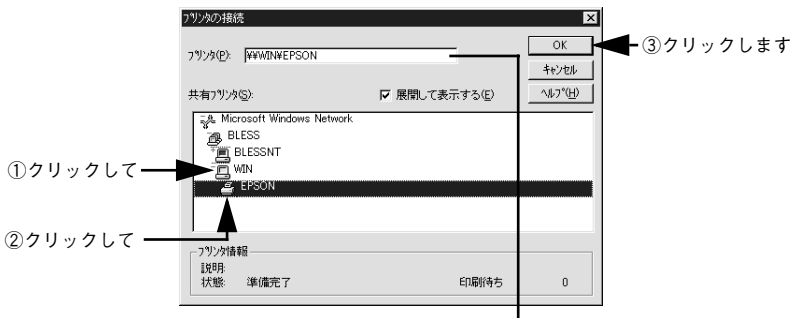 プリンタの接続
プリンタ(P):
¥¥WIN¥EPSON
OK
③クリックします
キャンセル
共有プリンタ(S):
展開して表示する(E)
ヘルプ(H)
Microsoft Windows Network
BLESS
BLESSNT
①クリックして
WIN
EPSON
②クリックして
プリンタ情報
説明:
状態: 準備完了 印刷待ち 0